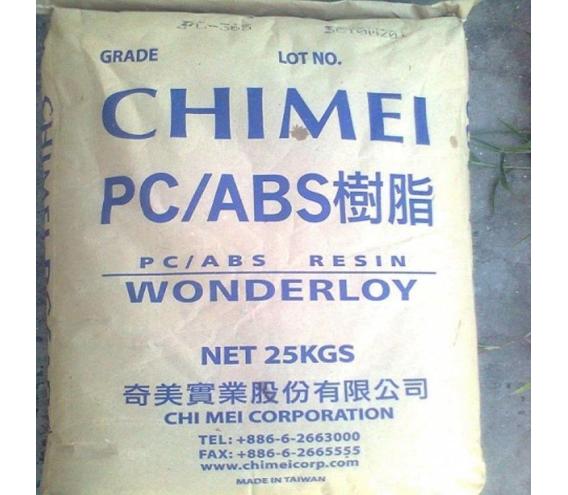 PC-365
GRADE LOT NO.
CHIMEI
PC/ABS樹脂
PC/ABS RESIN
WONDERLOY
NET 25KGS
奇美實業股份有限公司
CHI MEI CORPORATION
TEL: +886-6-2663000
FAX: +886-6-2665555
www.chimeicorp.com
MADE IN TAIWAN